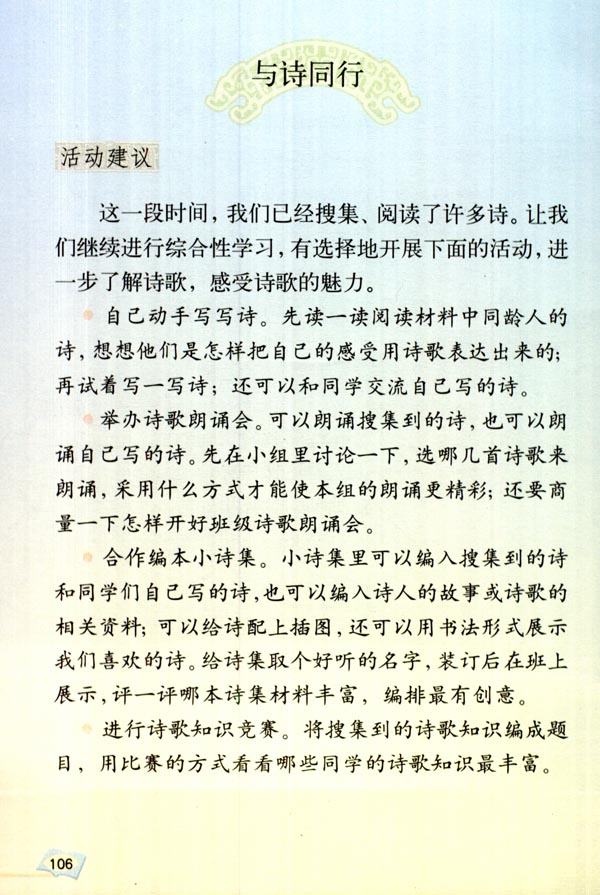 与诗同行
活动建议
这一段时间，我们已经搜集、阅读了许多诗。让我
们继续进行综合性学习，有选择地开展下面的活动，进
一步了解诗歌，感受诗歌的魅力。
自己动手写写诗。先读一读阅读材料中同龄人的
诗，想想他们是怎样把自己的感受用诗歌表达出来的；
再试着写一写诗；还可以和同学交流自己写的诗。
举办诗歌朗诵会。可以朗诵搜集到的诗，也可以朗
诵自己写的诗。先在小组里讨论一下，选哪几首诗歌来
朗诵，采用什么方式才能使本组的朗诵更精彩；还要商
量一下怎样开好班级诗歌朗诵会。
合作编本小诗集。小诗集里可以编入搜集到的诗
和同学们自己写的诗，也可以编入诗人的故事或诗歌的
相关资料；可以给诗配上插图，还可以用书法形式展示
我们喜欢的诗。给诗集取个好听的名字，装订后在班上
展示，评一评哪本诗集材料丰富，编排最有创意。
进行诗歌知识竞赛。将搜集到的诗歌知识编成题
目，用比赛的方式看看哪些同学的诗歌知识最丰富。
106